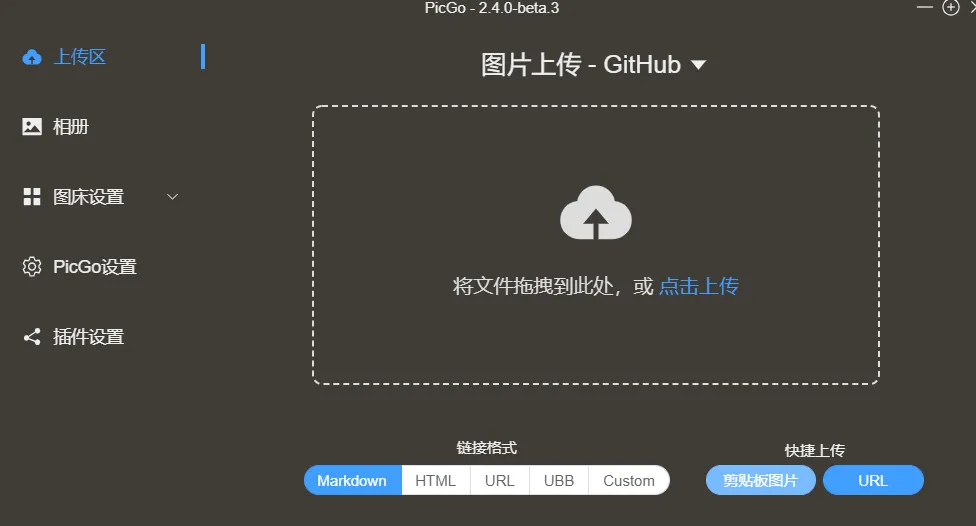 PicGo - 2.4.0-beta.3
上传区
相册
图床设置
PicGo设置
插件设置
图片上传 - GitHub
将文件拖拽到此处，或 点击上传
链接格式
Markdown HTML URL UBB Custom
快捷上传
剪贴板图片 URL